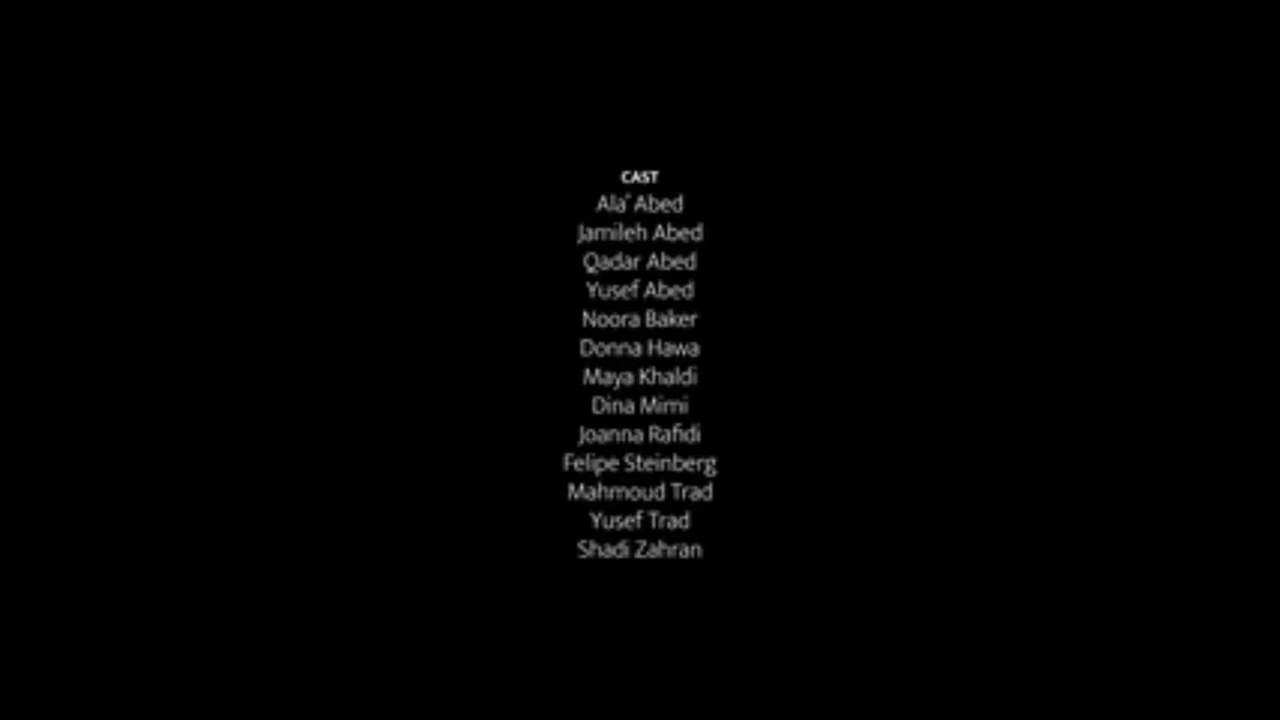 CAST
Ala' Abed
Jamileh Abed
Qadar Abed
Yusef Abed
Noora Baker
Donna Hawa
Maya Khaldi
Dina Mimi
Joanna Rafidi
Felipe Steinberg
Mahmoud Trad
Yusef Trad
Shadi Zahran